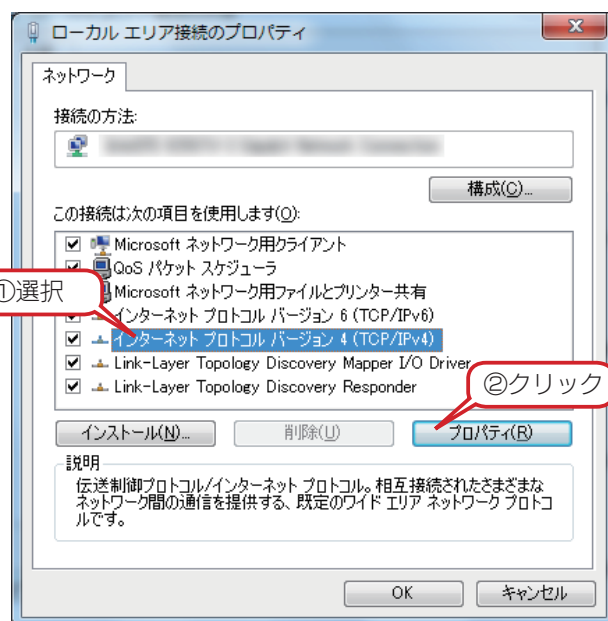 ローカル エリア接続のプロパティ
ネットワーク
接続の方法:
構成(C)...
この接続は次の項目を使用します(O):
Microsoft ネットワーク用クライアント
QoS パケット スケジューラ
①選択
Microsoft ネットワーク用ファイルとプリンター共有
インターネット プロトコル バージョン 6 (TCP/IPv6)
インターネット プロトコル バージョン 4 (TCP/IPv4)
Link-Layer Topology Discovery Mapper I/O Driver
Link-Layer Topology Discovery Responder
②クリック
インストール(N)...
削除(U)
プロパティ(R)
説明
伝送制御プロトコル/インターネット プロトコル。相互接続されたさまざまな
ネットワーク間の通信を提供する、既定のワイド エリア ネットワーク プロトコ
ルです。
OK
キャンセル